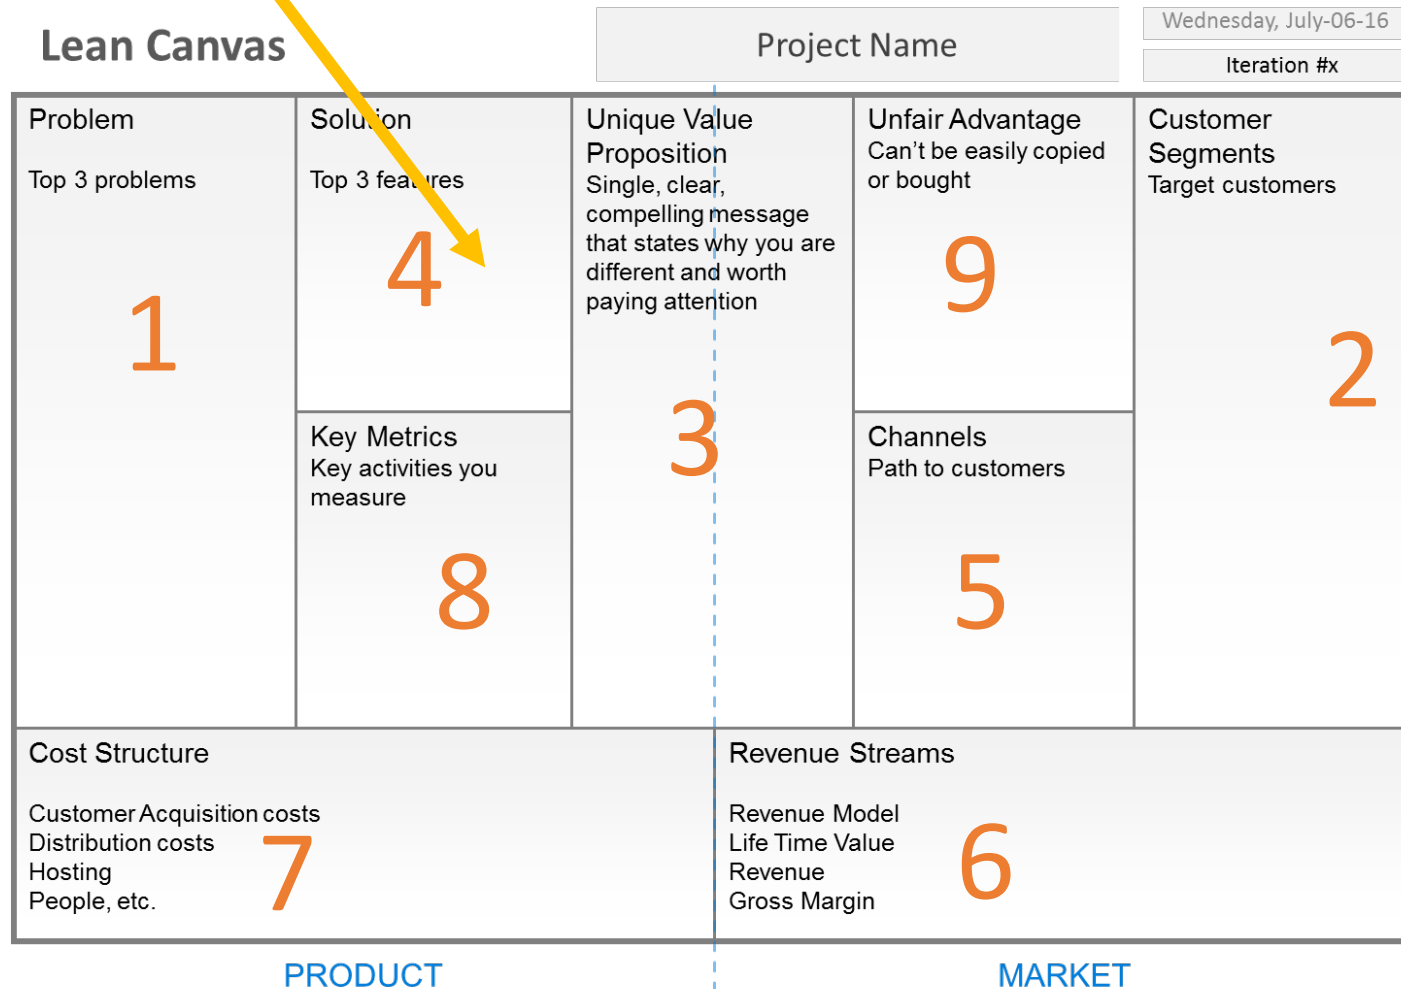 Lean Canvas
Project Name
Wednesday, July-06-16
Iteration #x
Problem
Top 3 problems
1
Solution
Top 3 features
4
Key Metrics
Key activities you
measure
8
Unique Value
Proposition
Single, clear,
compelling message
that states why you are
different and worth
paying attention
3
Unfair Advantage
Can't be easily copied
or bought
9
Channels
Path to customers
5
Customer
Segments
Target customers
2
Cost Structure
Customer Acquisition costs
Distribution costs
Hosting
People, etc.
7
Revenue Streams
Revenue Model
Life Time Value
Revenue
Gross Margin
6
PRODUCT
MARKET